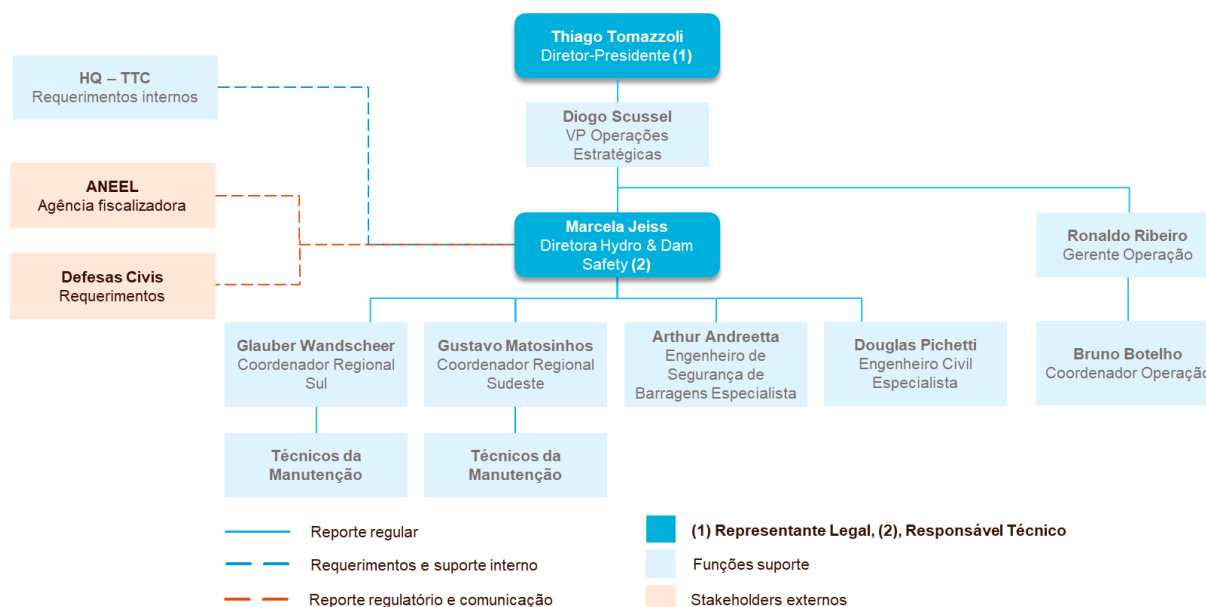 Thiago Tomazzoli
Diretor-Presidente (1)
HQ – TTC
Requerimentos internos
Diogo Scussel
VP Operações
Estratégicas
ANEEL
Agência fiscalizadora
Marcela Jeiss
Diretora Hydro & Dam
Safety (2)
Ronaldo Ribeiro
Gerente Operação
Defesas Civis
Requerimentos
Glauber Wandscheer
Coordenador Regional
Sul
Gustavo Matosinhos
Coordenador Regional
Sudeste
Arthur Andreetta
Engenheiro de
Segurança de
Barragens Especialista
Douglas Pichetti
Engenheiro Civil
Especialista
Bruno Botelho
Coordenador Operação
Técnicos da
Manutenção
Técnicos da
Manutenção
Reporte regular
(1) Representante Legal, (2), Responsável Técnico
Requerimentos e suporte interno
Funções suporte
Reporte regulatório e comunicação
Stakeholders externos